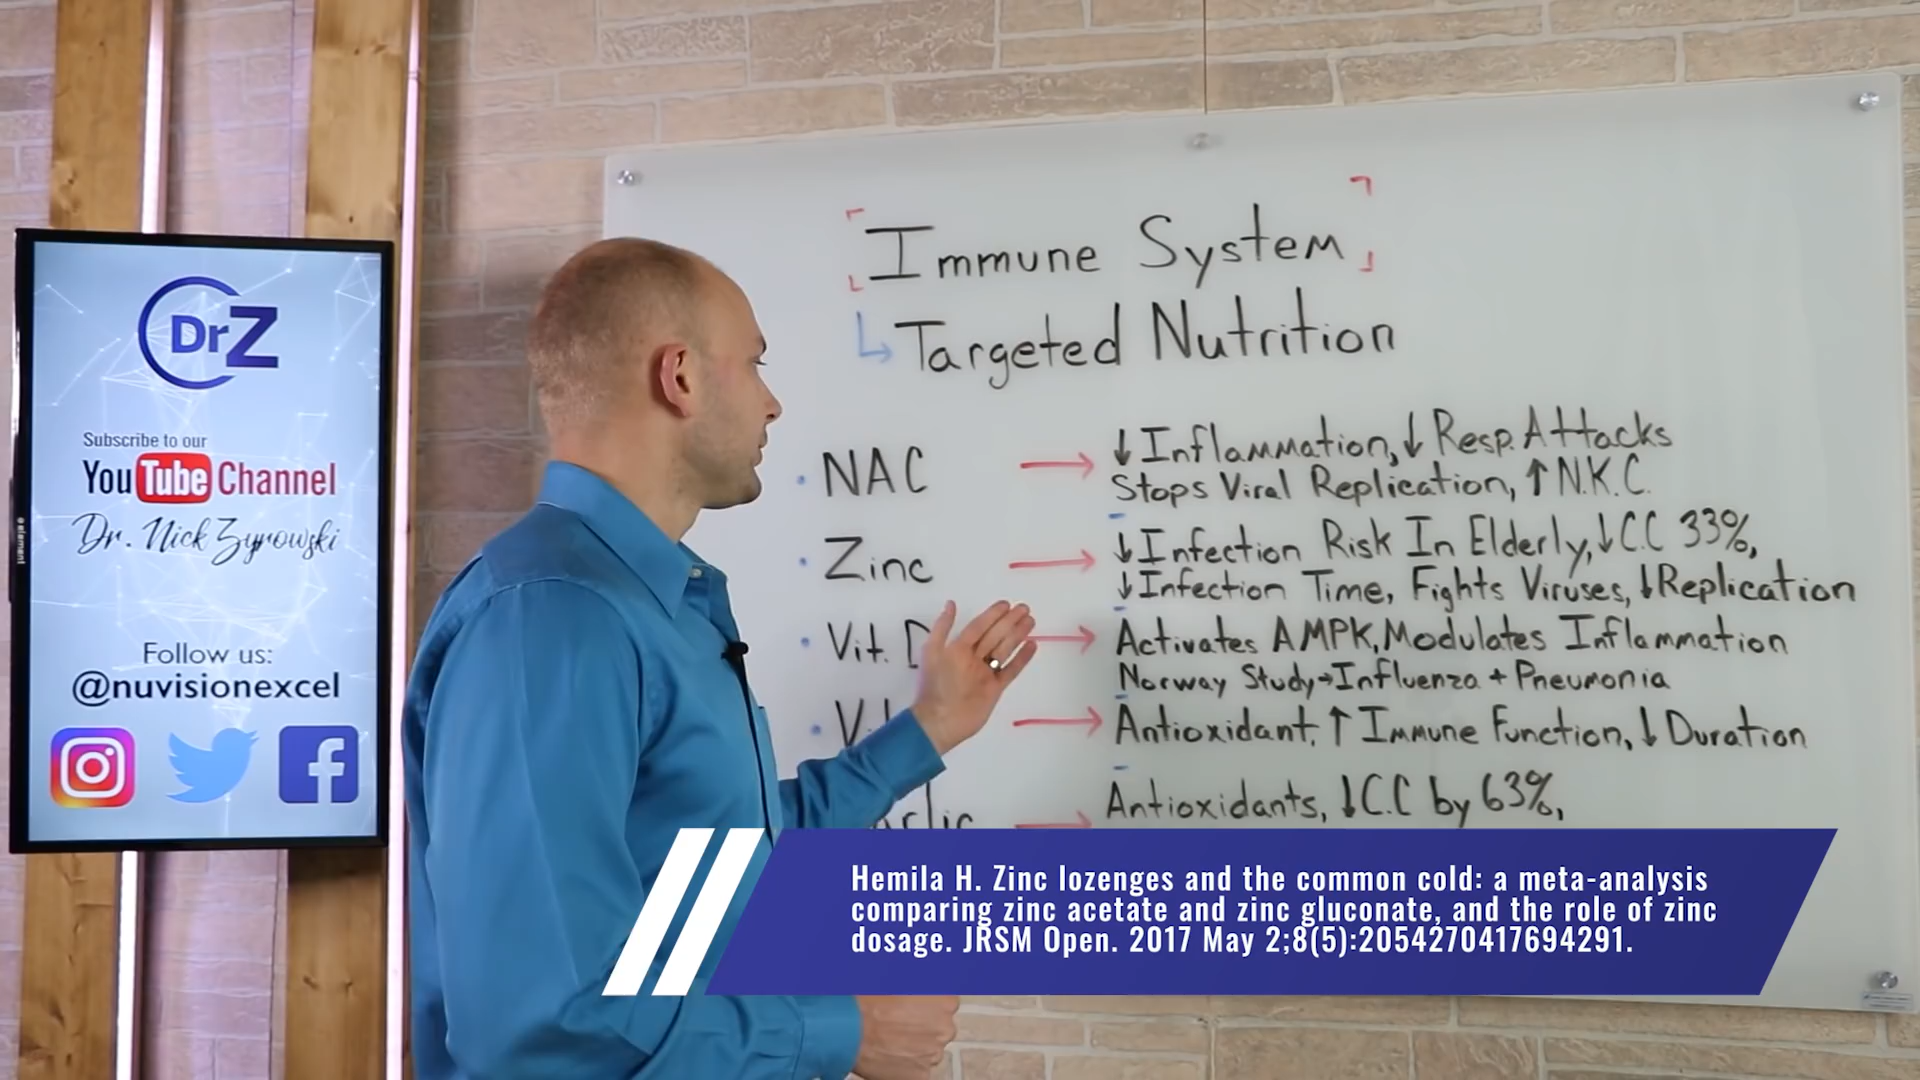 DrZ
Subscribe to our
YouTube Channel
Dr. Nick Zyrowski
Follow us:
@nuvisionexcel
element
Immune System
↳ Targeted Nutrition
• NAC → ↓ Inflammation, ↓ Resp. Attacks
Stops Viral Replication, ↑ N.K.C.
• Zinc → ↓ Infection Risk In Elderly, ↓ C.C 33%,
↓ Infection Time, Fights Viruses, ↓ Replication
• Vit. → Activates AMPK, Modulates Inflammation
Norway Study → Influenza + Pneumonia
• → Antioxidant, ↑ Immune Function, ↓ Duration
→ Antioxidants, ↓ C.C by 63%,
Hemila H. Zinc lozenges and the common cold: a meta-analysis
comparing zinc acetate and zinc gluconate, and the role of zinc
dosage. JRSM Open. 2017 May 2;8(5):2054270417694291.